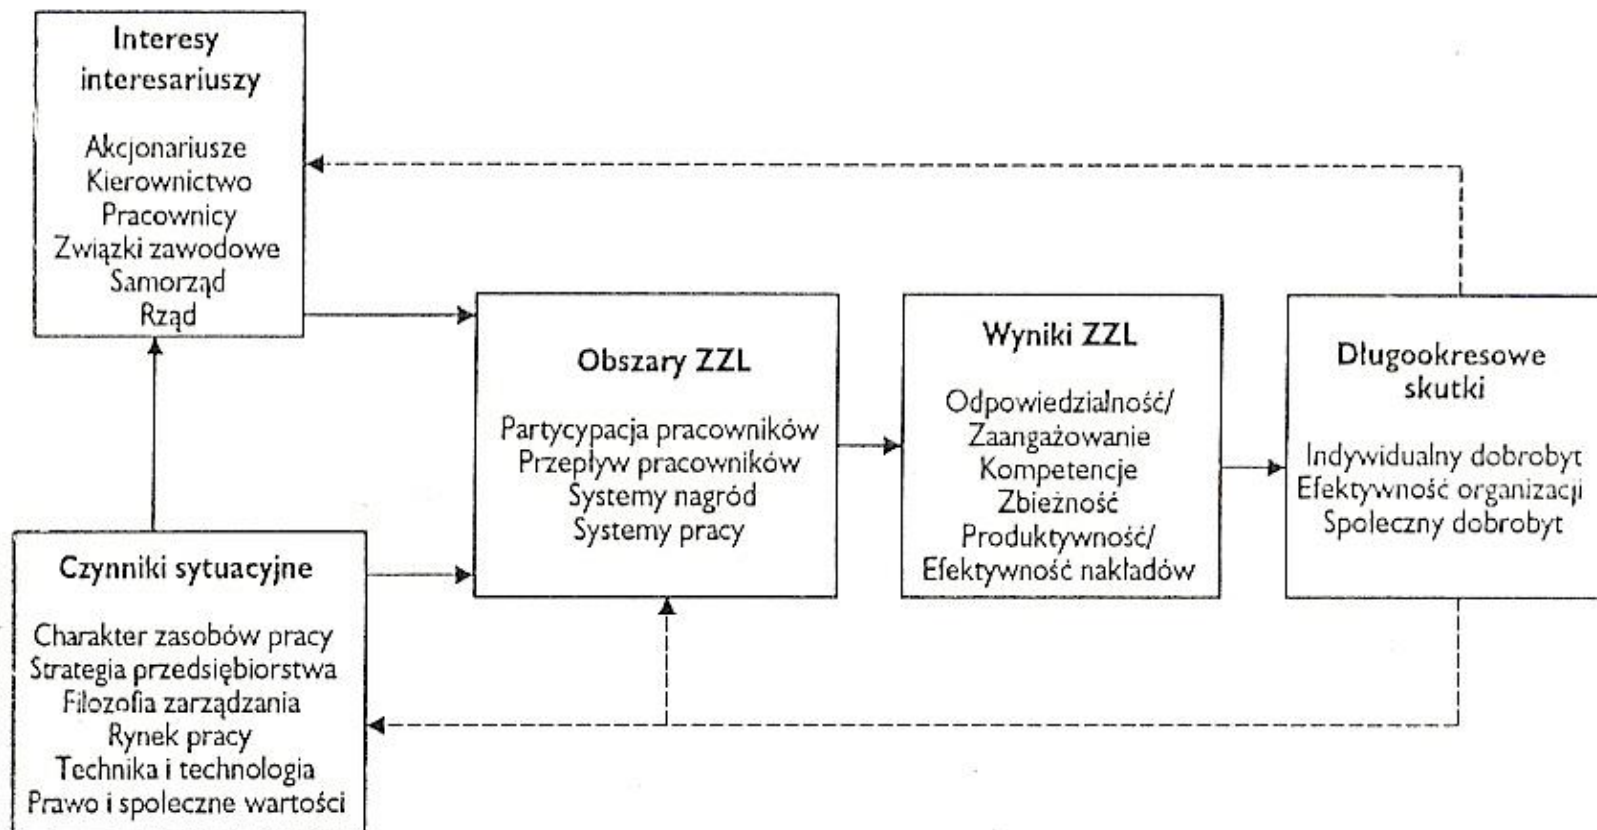 Interesy
interesariuszy
Akcjonariusze
Kierownictwo
Pracownicy
Związki zawodowe
Samorząd
Rząd
Czynniki sytuacyjne
Charakter zasobów pracy
Strategia przedsiębiorstwa
Filozofia zarządzania
Rynek pracy
Technika i technologia
Prawo i społeczne wartości
Obszary ZZL
Partycypacja pracowników
Przepływ pracowników
Systemy nagród
Systemy pracy
Wyniki ZZL
Odpowiedzialność/
Zaangażowanie
Kompetencje
Zbieżność
Produktywność/
Efektywność nakładów
Długookresowe
skutki
Indywidualny dobrobyt
Efektywność organizacji
Społeczny dobrobyt